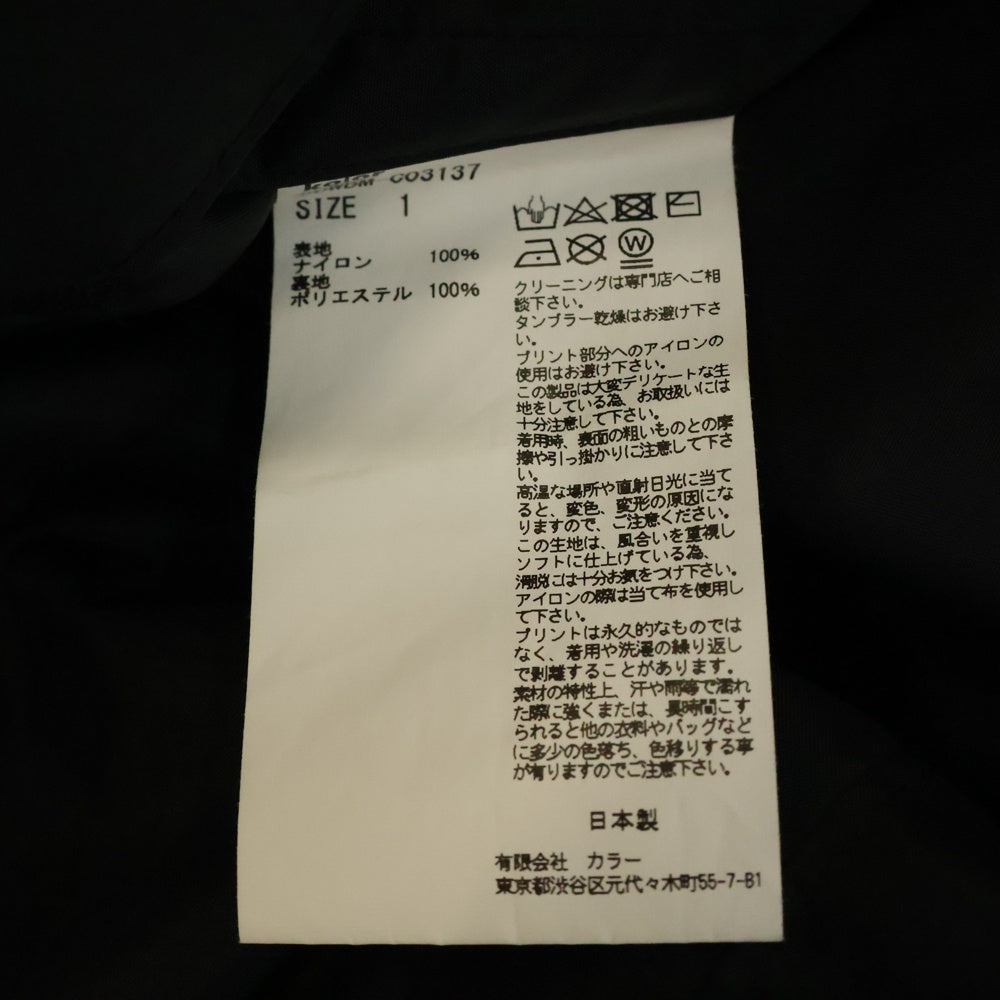 C03137
SIZE 1
表地
ナイロン 100%
裏地
ポリエステル 100%
W
クリーニングは専門店へご相
談下さい。
タンブラー乾燥はお避け下さ
い。
プリント部分へのアイロンの
使用はお避け下さい。
この製品は大変デリケートな生
地をしている為、お取扱いには
十分注意して下さい。
着用時、表面の粗いものとの摩
擦や引っ掛かりに注意して下さ
い。
高温な場所や直射日光に当て
ると、変色、変形の原因にな
りますので、ご注意ください。
この生地は、風合いを重視し
ソフトに仕上げている為、
滑脱には十分お気をつけ下さい。
アイロンの際は当て布を使用し
て下さい。
プリントは永久的なものでは
なく、着用や洗濯の繰り返し
で剥離することがあります。
素材の特性上、汗や雨等で濡れ
た際に強くまたは、長時間こす
られると他の衣料やバッグなど
に多少の色落ち、色移りする事
が有りますのでご注意下さい。
日本製
有限会社 カラー
東京都渋谷区元代々木町55-7-B1